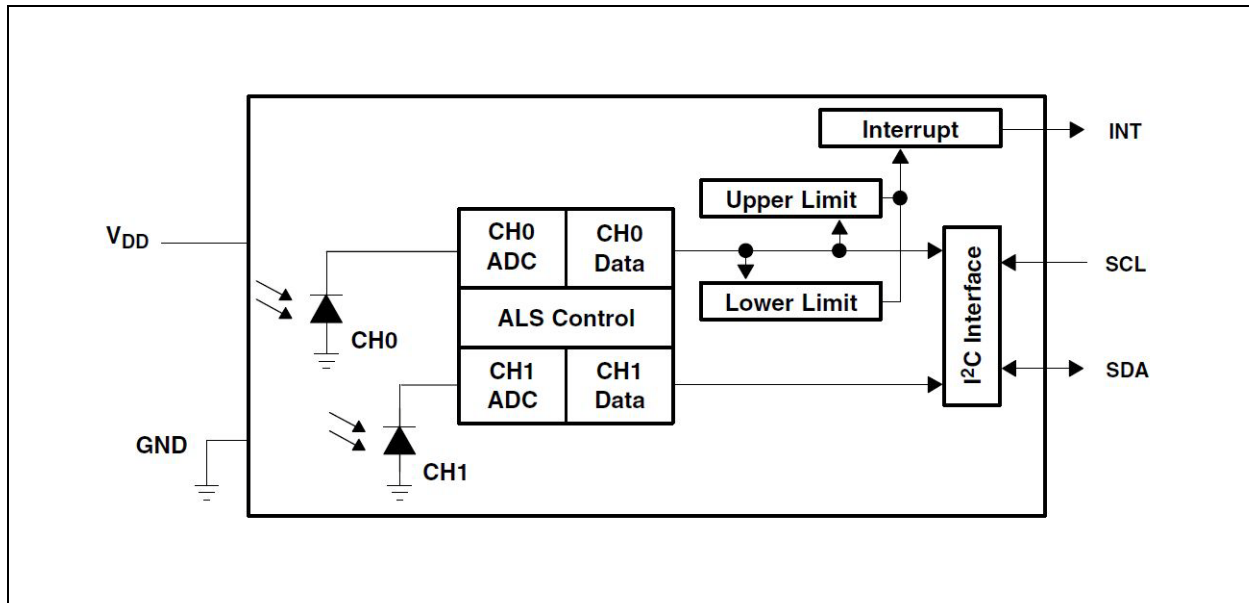 Interrupt
INT
Upper Limit
V_DD
CH0
ADC
CH0
Data
SCL
Lower Limit
ALS Control
CH0
I²C Interface
CH1
ADC
CH1
Data
SDA
GND
CH1